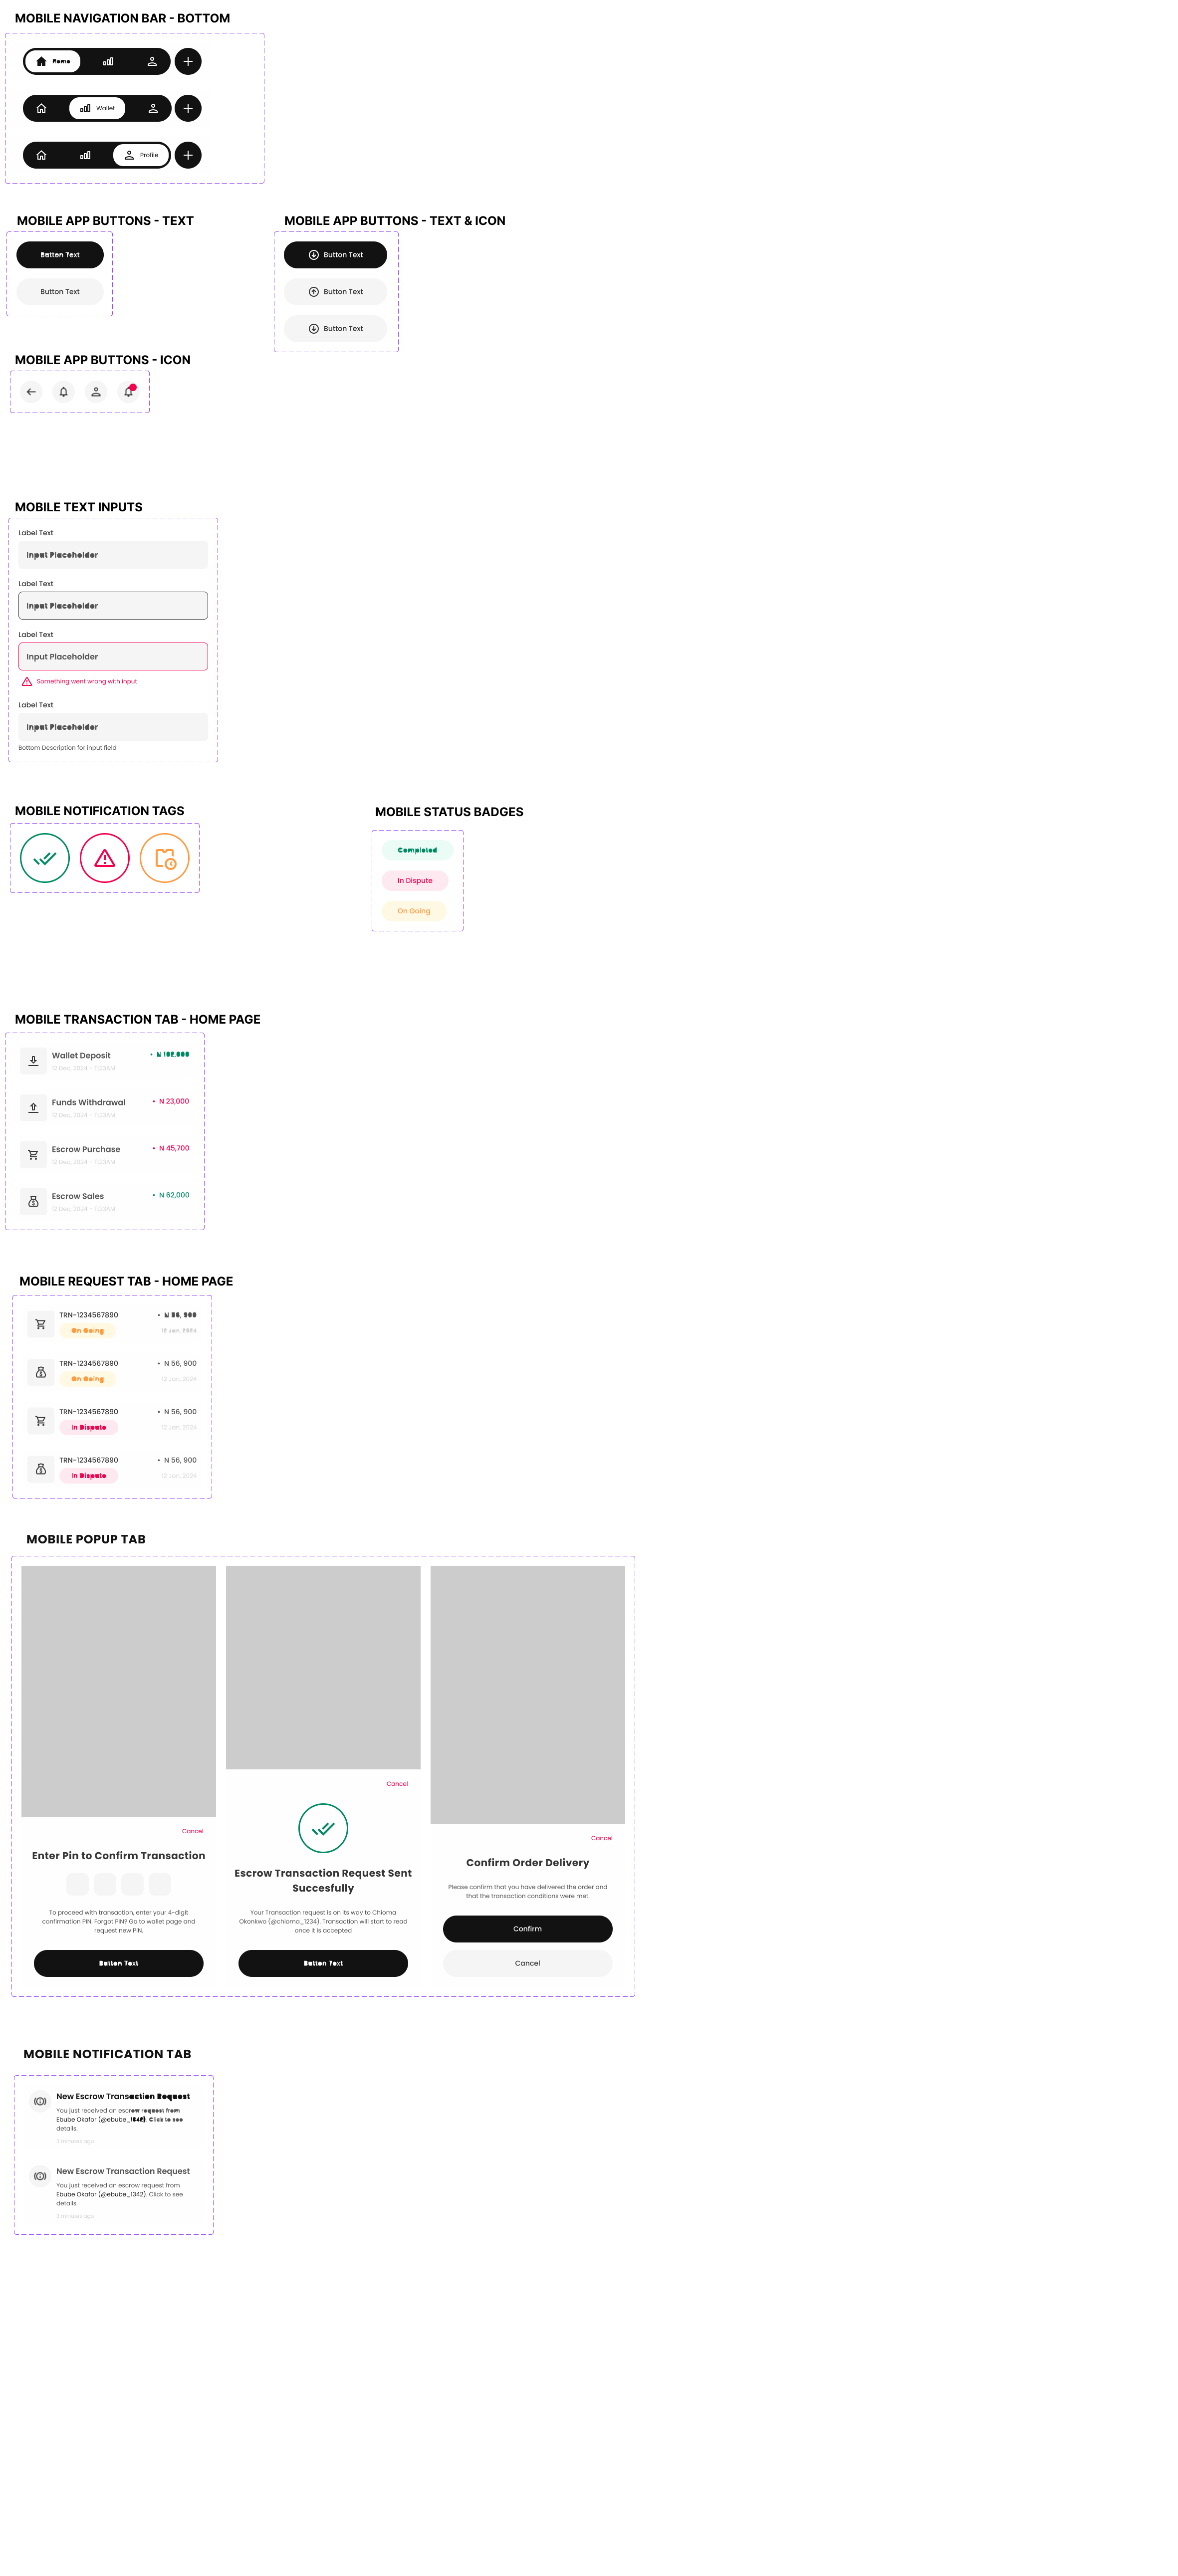 MOBILE NAVIGATION BAR - BOTTOM
Home
Wallet
Profile
MOBILE APP BUTTONS - TEXT
Button Text
Button Text
MOBILE APP BUTTONS - TEXT & ICON
Button Text
Button Text
Button Text
MOBILE APP BUTTONS - ICON
MOBILE TEXT INPUTS
Label Text
Input Placeholder
Label Text
Input Placeholder
Label Text
Input Placeholder
Something went wrong with input
Label Text
Input Placeholder
Bottom Description for input field
MOBILE NOTIFICATION TAGS
MOBILE STATUS BADGES
Completed
In Dispute
On Going
MOBILE TRANSACTION TAB - HOME PAGE
Wallet Deposit
12 Dec, 2024 - 11:23AM
Funds Withdrawal
• N 23,000
12 Dec, 2024 - 11:23AM
Escrow Purchase
• N 45,700
12 Dec, 2024 - 11:23AM
Escrow Sales
• N 62,000
12 Dec, 2024 - 11:23AM
MOBILE REQUEST TAB - HOME PAGE
TRN-1234567890
• N 56, 900
On Going
12 Jan, 2024
TRN-1234567890
• N 56, 900
On Going
12 Jan, 2024
TRN-1234567890
• N 56, 900
In Dispute
12 Jan, 2024
TRN-1234567890
• N 56, 900
In Dispute
12 Jan, 2024
MOBILE POPUP TAB
Cancel
Enter Pin to Confirm Transaction
To proceed with transaction, enter your 4-digit
confirmation PIN. Forgot PIN? Go to wallet page and
request new PIN.
Button Text
Cancel
Escrow Transaction Request Sent
Succesfully
Your Transaction request is on its way to Chioma
Okonkwo (@chioma_1234). Transaction will start to read
once it is accepted
Button Text
Cancel
Confirm Order Delivery
Please confirm that you have delivered the order and
that the transaction conditions were met.
Confirm
Cancel
MOBILE NOTIFICATION TAB
New Escrow Transaction Request
You just received an escrow request from
Ebube Okafor (@ebube_1342). Click to see
details.
3 minutes ago
New Escrow Transaction Request
You just received an escrow request from
Ebube Okafor (@ebube_1342). Click to see
details.
3 minutes ago